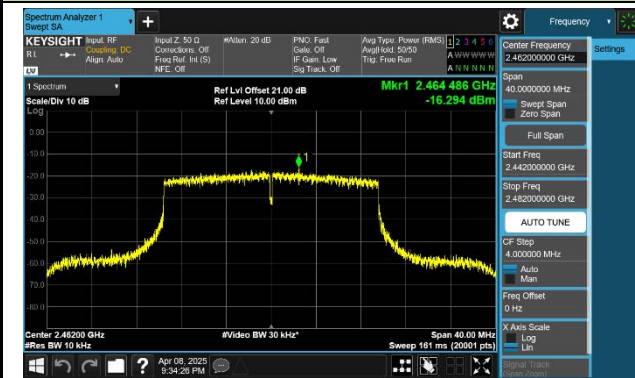 Spectrum Analyzer 1
Swept SA
+
Frequency
KEYSIGHT
RL
LW
Input: RF
Coupling: DC
Align: Auto
Input Z: 50 Ω
Corrections: Off
Freq Ref: Int (S)
NFE: Off
#Atten: 20 dB
PNO: Fast
Gate: Off
IF Gain: Low
Sig Track: Off
Avg Type: Power (RMS)
Avg|Hold: 50/50
Trig: Free Run
1 2 3 4 5 6
A W W W W W
A N N N N N
1 Spectrum
Scale/Div 10 dB
Log
Ref Lvl Offset 21.00 dB
Ref Level 10.00 dBm
Mkr1 2.464 486 GHz
-16.294 dBm
0.00
-10.0
-20.0
-30.0
-40.0
-50.0
-60.0
-70.0
-80.0
1
Center 2.46200 GHz
#Res BW 10 kHz
#Video BW 30 kHz*
Span 40.00 MHz
Sweep 161 ms (20001 pts)
Apr 08, 2025
9:34:26 PM
?
Center Frequency
2.462000000 GHz
Settings
Span
40.0000000 MHz
Swept Span
Zero Span
Full Span
Start Freq
2.442000000 GHz
Stop Freq
2.482000000 GHz
AUTO TUNE
CF Step
4.000000 MHz
Auto
Man
Freq Offset
0 Hz
X Axis Scale
Log
Lin
Signal Track
(Span Zoom)